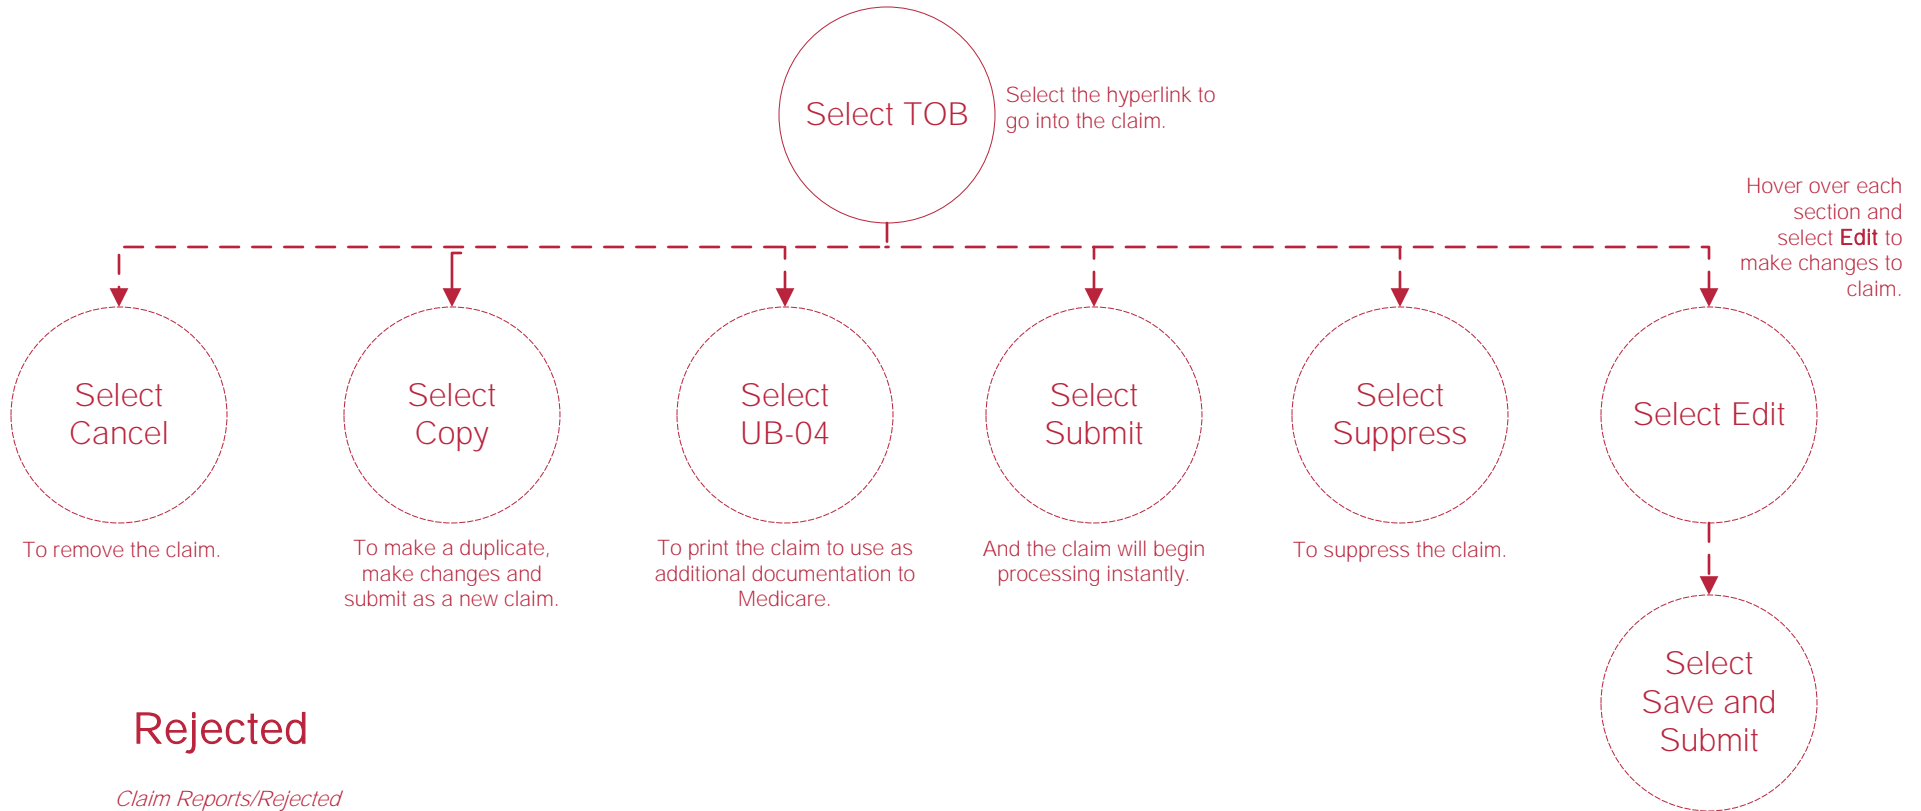 Select TOB
Select the hyperlink to
go into the claim.
Hover over each
section and
select Edit to
make changes to
claim.
Select
Cancel
To remove the claim.
Select
Copy
To make a duplicate,
make changes and
submit as a new claim.
Select
UB-04
To print the claim to use as
additional documentation to
Medicare.
Select
Submit
And the claim will begin
processing instantly.
Select
Suppress
To suppress the claim.
Select Edit
Select
Save and
Submit
Rejected
Claim Reports/Rejected